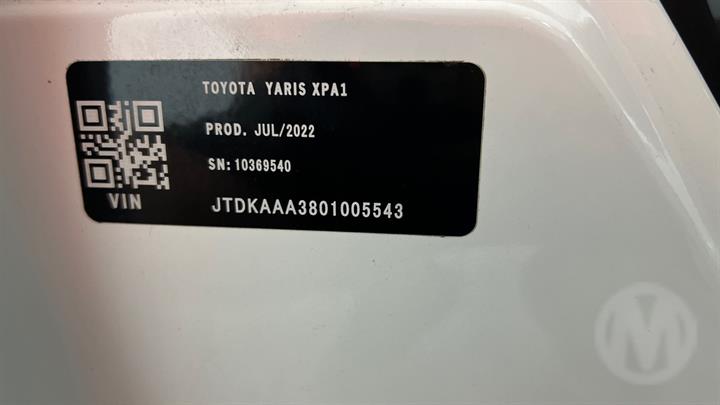 TOYOTA YARIS XPA1
PROD. JUL/2022
SN: 10369540
VIN
JTDKAAA3801005543
M